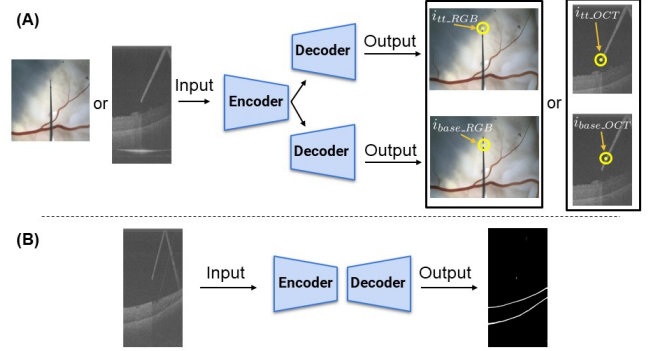 (A)
or
Input
Encoder
Decoder
Output
Decoder
Output
i_tt_RGB
i_base_RGB
or
i_tt_OCT
i_base_OCT
(B)
Input
Encoder
Decoder
Output